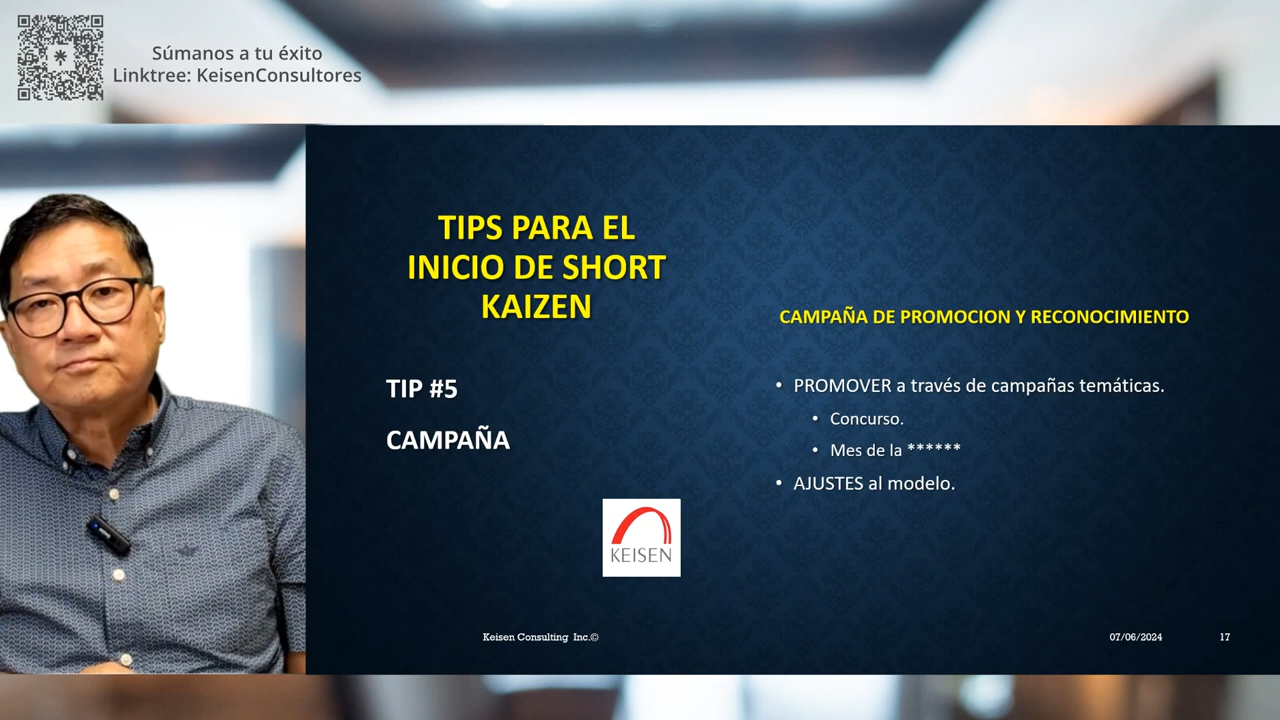 Súmanos a tu éxito
Linktree: KeisenConsultores
TIPS PARA EL
INICIO DE SHORT
KAIZEN
TIP #5
CAMPAÑA
KEISEN
CAMPAÑA DE PROMOCION Y RECONOCIMIENTO
• PROMOVER a través de campañas temáticas.
• Concurso.
• Mes de la ******
• AJUSTES al modelo.
Keisen Consulting Inc.©
07/06/2024
17